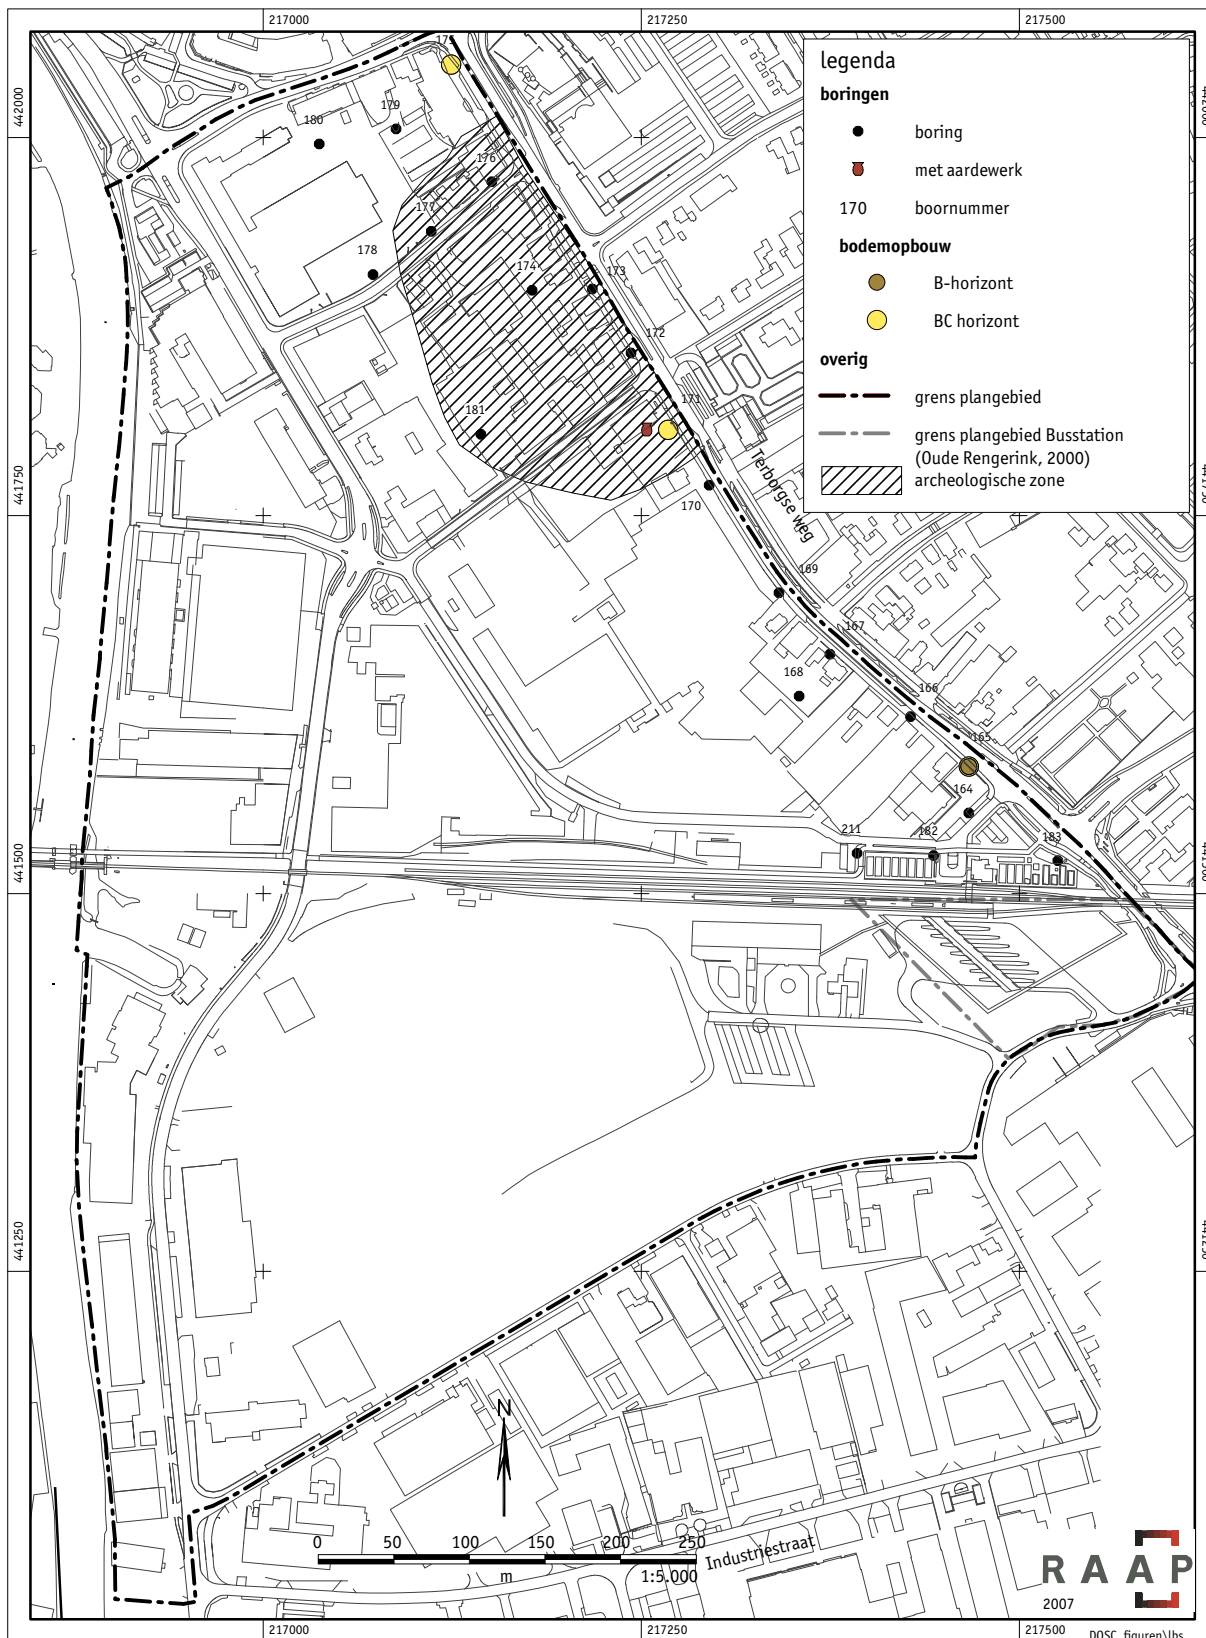 217000
217250
217500
442000
441750
441500
441250
legenda
boringen
boring
met aardewerk
170 boornummer
bodemopbouw
B-horizont
BC horizont
overig
grens plangebied
grens plangebied Busstation
(Oude Rengerink, 2000)
archeologische zone
179
180
176
177
178
174
173
172
171
181
170
Terborgse weg
169
167
168
166
165
164
211
182
183
N
0 50 100 150 200 250
m 1:5.000
Industriestraat
RAAP
2007
217000
217250
217500